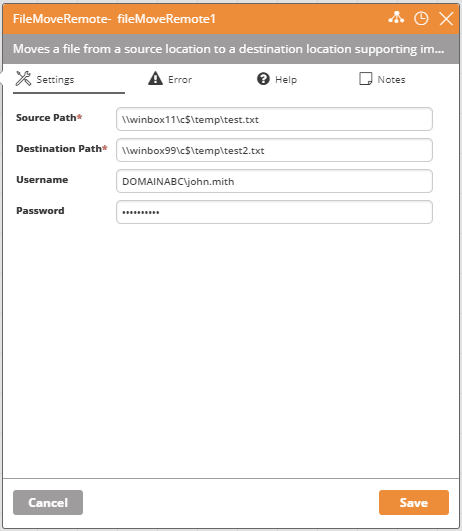 FileMoveRemote- fileMoveRemote1
Moves a file from a source location to a destination location supporting im...
Settings Error Help Notes
Source Path* \\winbox11\c$\temp\test.txt
Destination Path* \\winbox99\c$\temp\test2.txt
Username DOMAINABC\john.mith
Password ••••••••••
Cancel Save